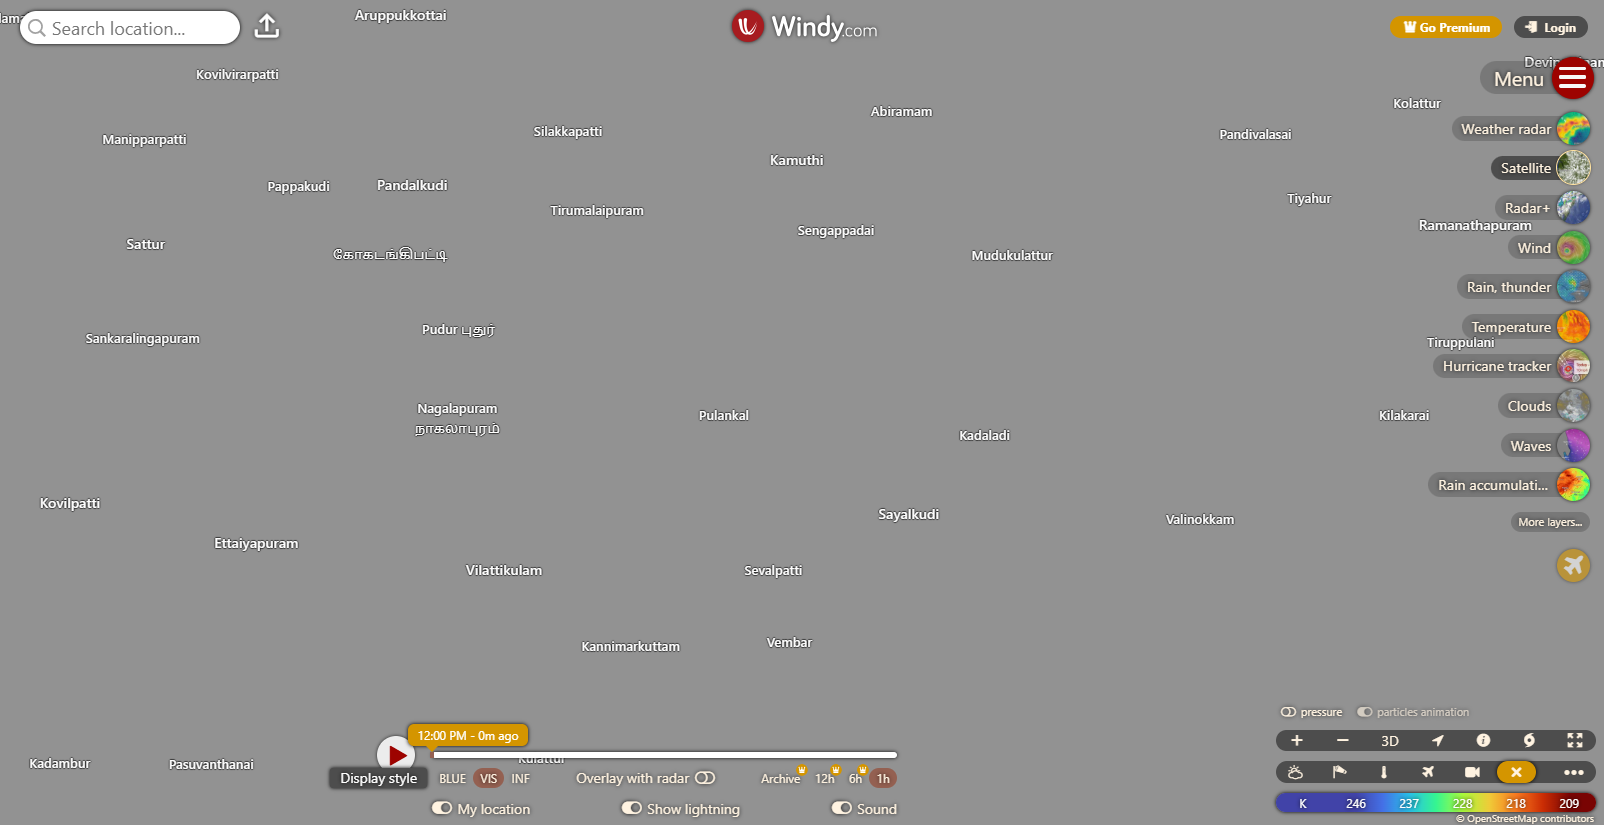 Search location...
Aruppukkottai
Windy.com
Go Premium
Login
Kovilvirarpatti
Menu
Kolattur
Abiramam
Weather radar
Silakkapatti
Pandivalasai
Manipparpatti
Kamuthi
Satellite
Pappakudi
Pandalkudi
Tiyahur
Radar+
Tirumalaipuram
Ramanathapuram
Sengappadai
Sattur
Wind
கோகடங்கிபட்டி
Mudukulattur
Rain, thunder
Temperature
Pudur புதூர்
Sankaralingapuram
Tiruppulani
Hurricane tracker
Clouds
Nagalapuram
நாகலாபுரம்
Pulankal
Kilakarai
Kadaladi
Waves
Rain accumulati...
Kovilpatti
Sayalkudi
Valinokkam
More layers...
Ettaiyapuram
Vilattikulam
Sevalpatti
Kannimarkuttam
Vembar
pressure
particles animation
12:00 PM - 0m ago
3D
Kulattur
Kadambur
Pasuvanthanai
Display style
BLUE VIS INF
Overlay with radar
Archive 12h 6h 1h
My location
Show lightning
Sound
K 246 237 228 218 209
© OpenStreetMap contributors